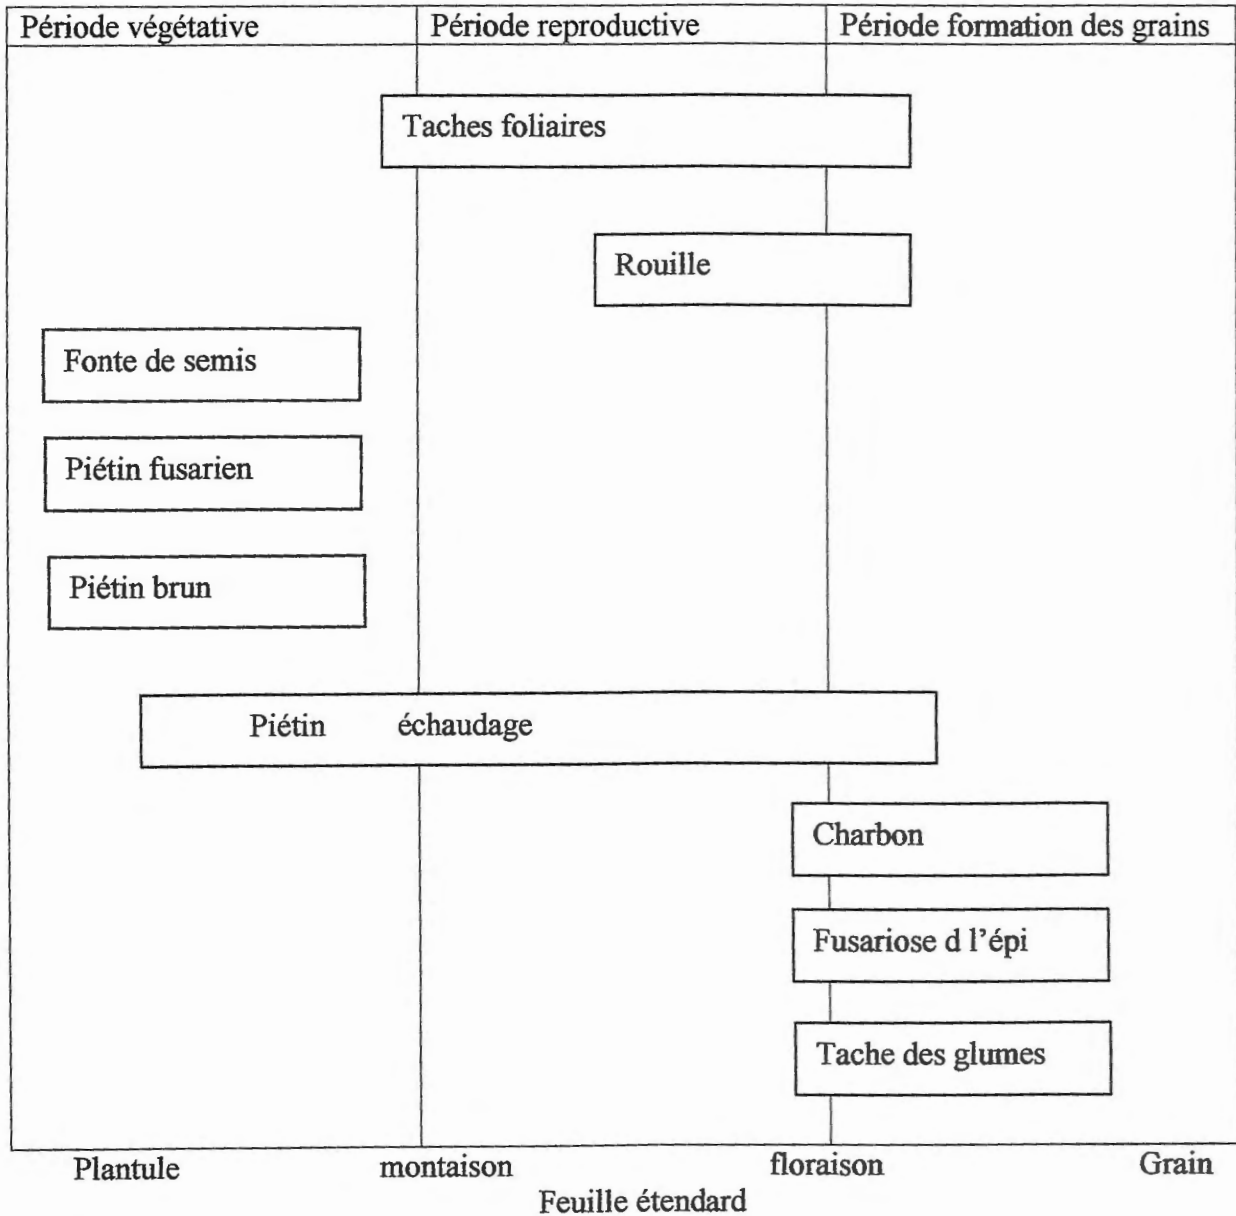 Période végétative
Période reproductive
Période formation des grains
Taches foliaires
Rouille
Fonte de semis
Piétin fusarien
Piétin brun
Piétin échaudage
Charbon
Fusariose d l'épi
Tache des glumes
Plantule
montaison
floraison
Grain
Feuille étendard